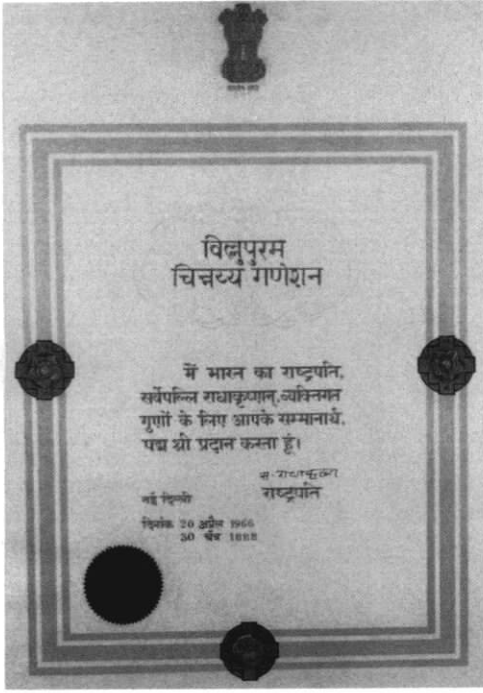 विलुपुरम
चिन्नय्य गणेशन
में भारत का राष्ट्रपति,
सर्वेपल्लि राधाकृष्णन्, व्यक्तिगत
गुणों के लिए आपके सम्मानार्थ,
पद्म श्री प्रदान करता हूं।
स. राधाकृष्णन
राष्ट्रपति
नई दिल्ली
दिनांक 20 अप्रैल 1966
30 चैत्र 1888